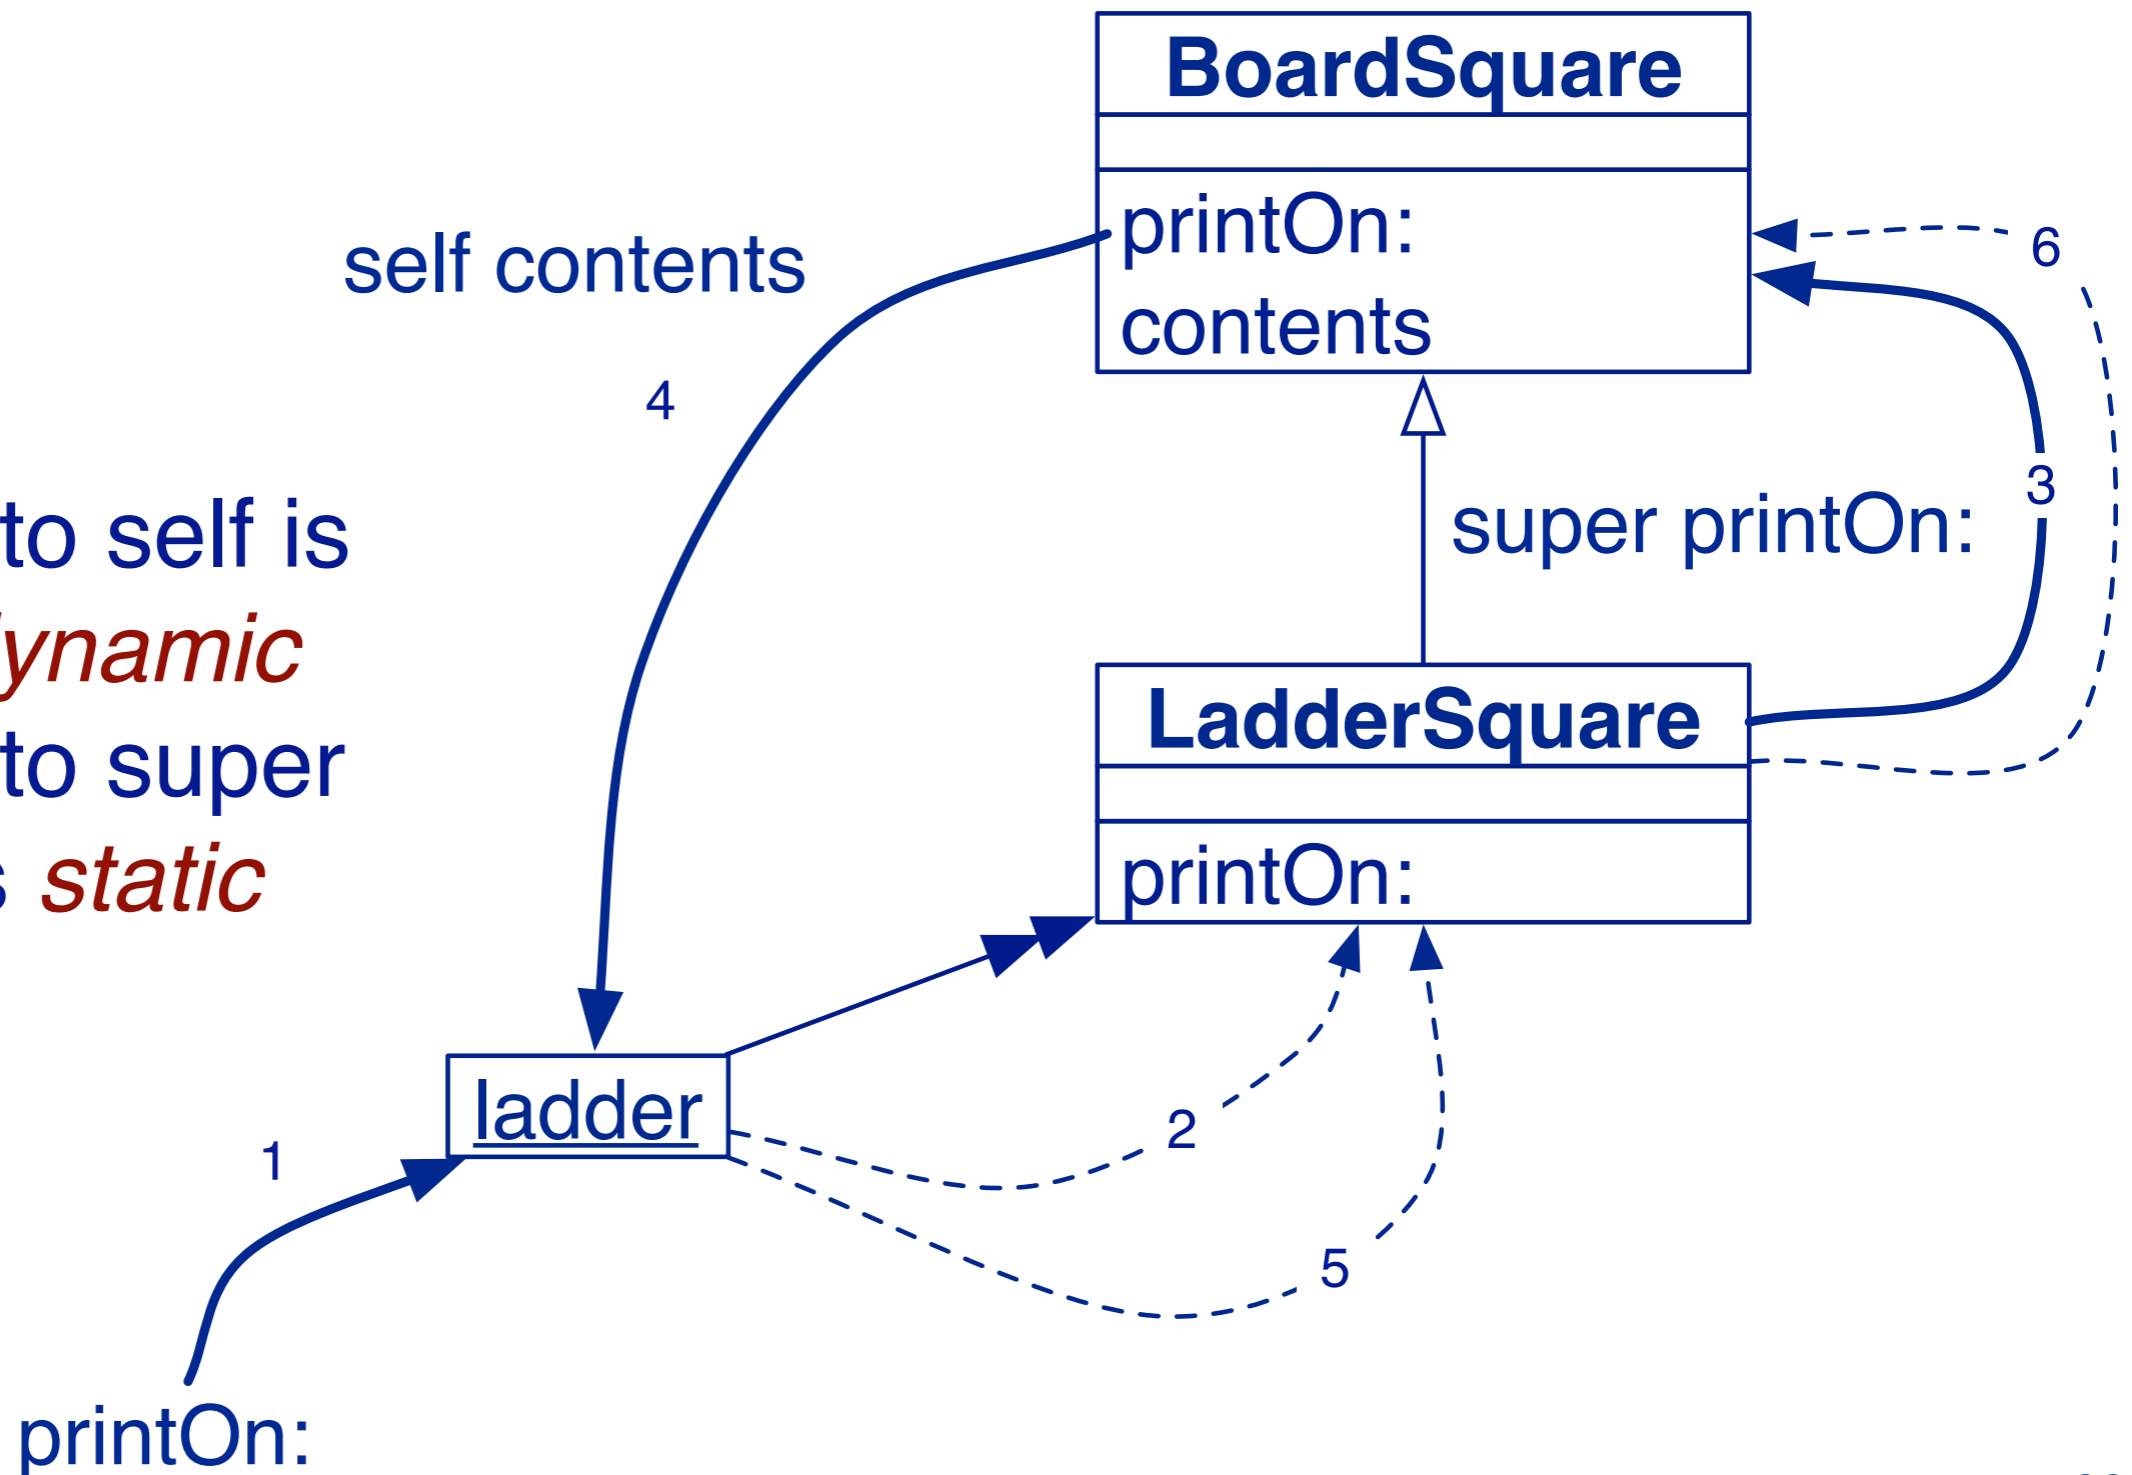 BoardSquare
printOn:
contents
self contents
6
4
3
super printOn:
to self is
ynamic
to super
s static
LadderSquare
printOn:
ladder
1
2
5
printOn: